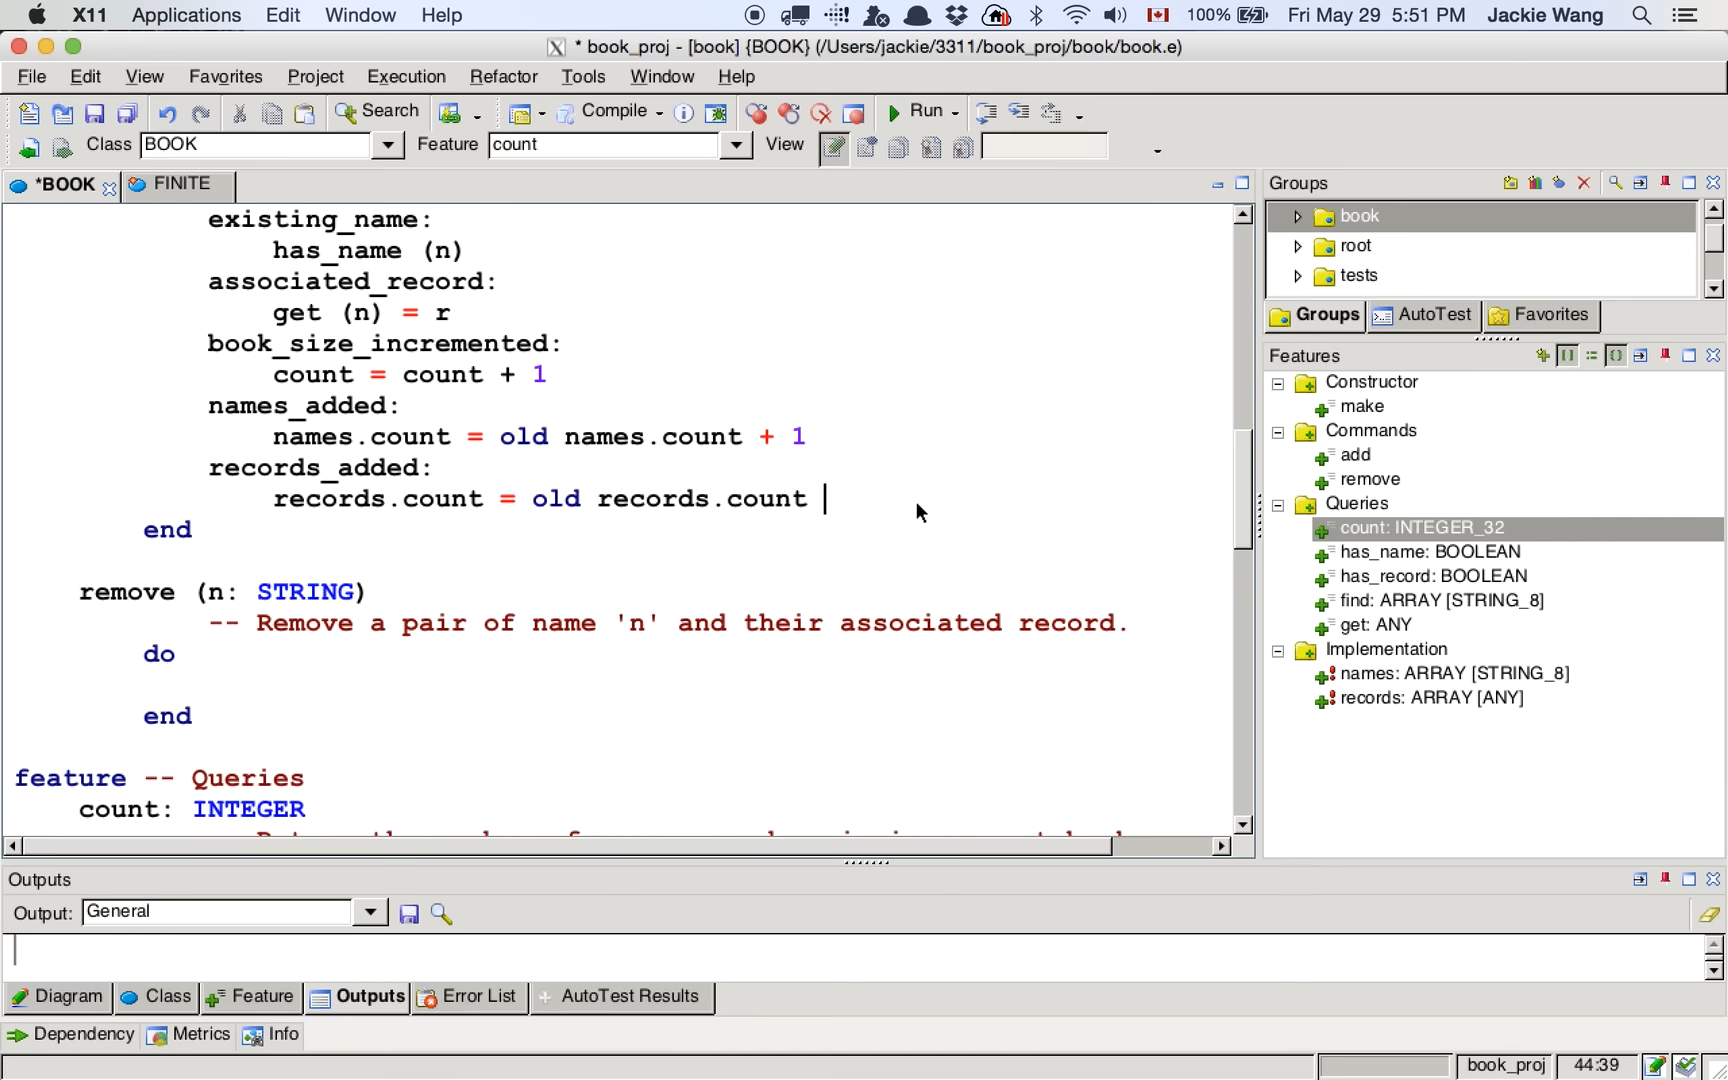 X11 Applications Edit Window Help 100% Fri May 29 5:51 PM Jackie Wang
* book_proj - [book] {BOOK} (/Users/jackie/3311/book_proj/book/book.e)
File Edit View Favorites Project Execution Refactor Tools Window Help
Search Compile Run
Class BOOK Feature count View
*BOOK FINITE
existing_name:
has_name (n)
associated_record:
get (n) = r
book_size_incremented:
count = count + 1
names_added:
names.count = old names.count + 1
records_added:
records.count = old records.count
end
remove (n: STRING)
-- Remove a pair of name 'n' and their associated record.
do
end
feature -- Queries
count: INTEGER
Groups
book
root
tests
Groups AutoTest Favorites
Features
Constructor
make
Commands
add
remove
Queries
count: INTEGER_32
has_name: BOOLEAN
has_record: BOOLEAN
find: ARRAY [STRING_8]
get: ANY
Implementation
names: ARRAY [STRING_8]
records: ARRAY [ANY]
Outputs
Output: General
Diagram Class Feature Outputs Error List AutoTest Results
Dependency Metrics Info
book_proj 44:39